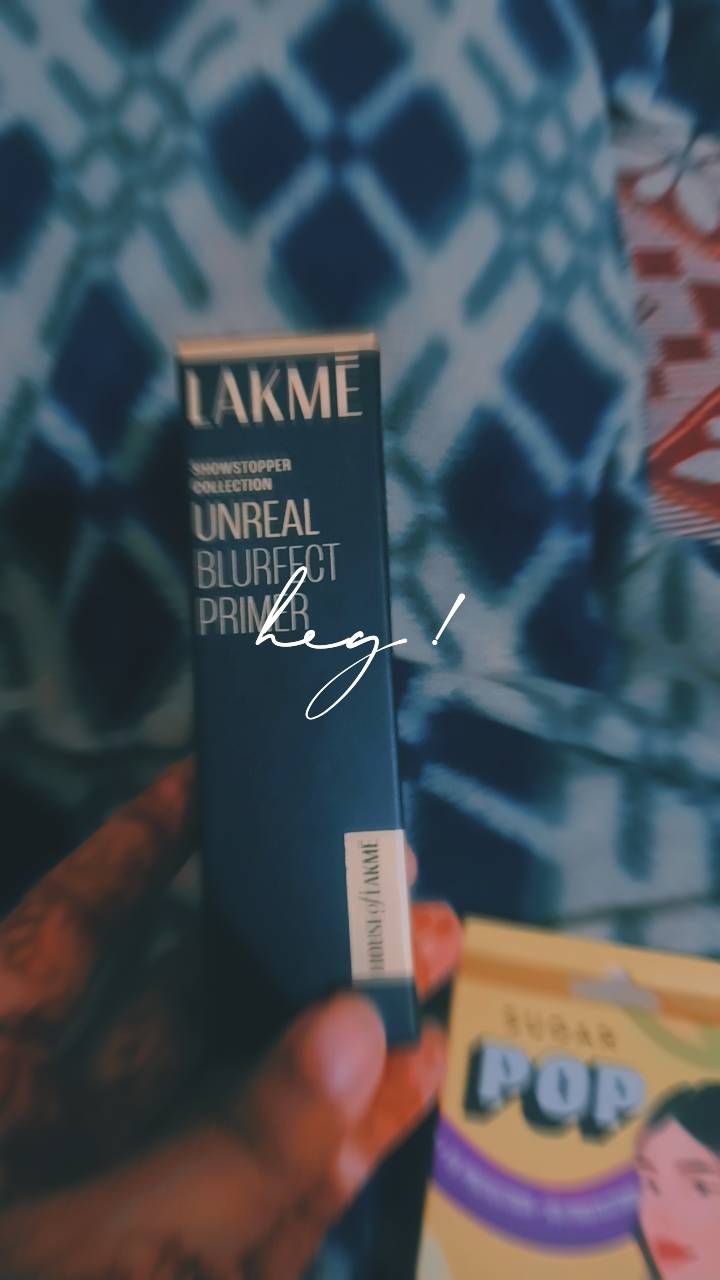 LAKMĒ
SHOWSTOPPER
COLLECTION
UNREAL
BLURFECT
PRIMER
hey !
HOUSE of LAKMĒ
SUGAR
POP